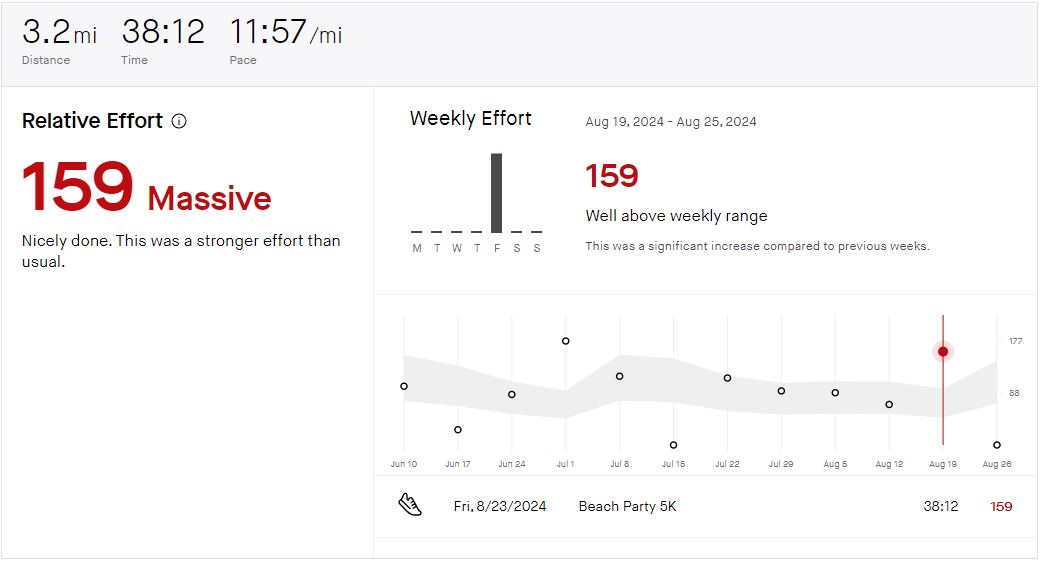 3.2 mi 38:12 11:57 /mi
Distance Time Pace
Relative Effort
159 Massive
Nicely done. This was a stronger effort than
usual.
Weekly Effort
M T W T F S S
Aug 19, 2024 - Aug 25, 2024
159
Well above weekly range
This was a significant increase compared to previous weeks.
177
88
Jun 10 Jun 17 Jun 24 Jul 1 Jul 8 Jul 15 Jul 22 Jul 29 Aug 5 Aug 12 Aug 19 Aug 26
Fri, 8/23/2024 Beach Party 5K 38:12 159